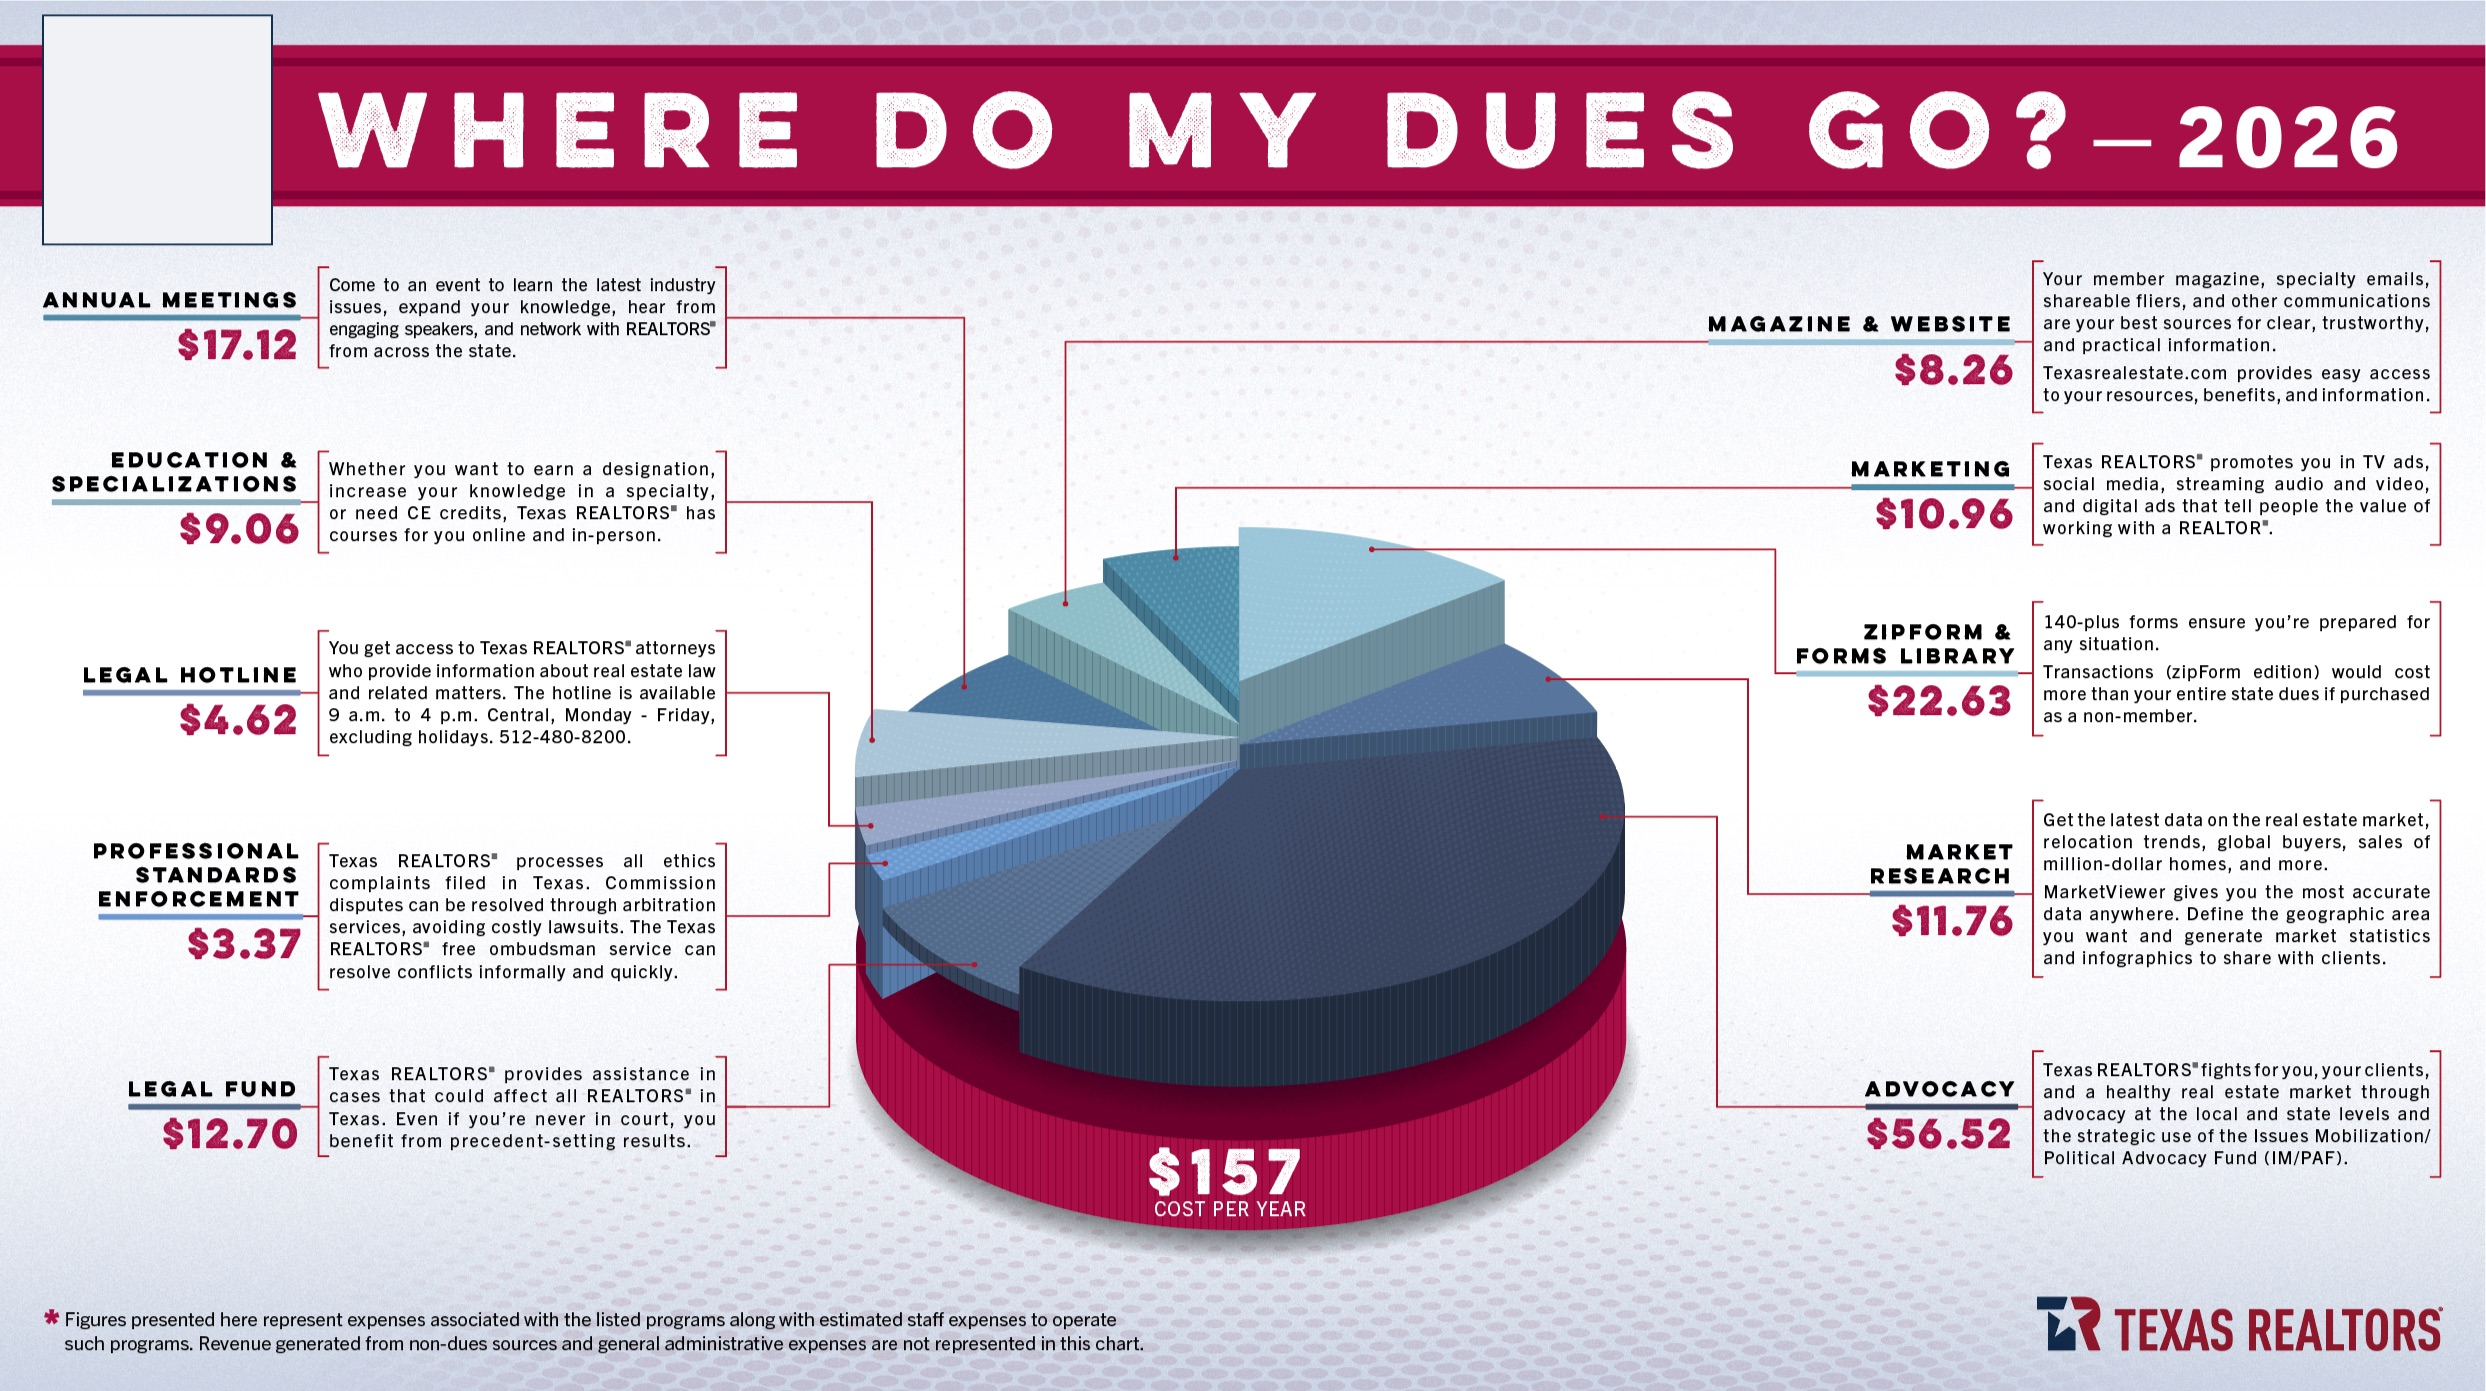 WHERE DO MY DUES GO? — 2026
ANNUAL MEETINGS
$17.12
Come to an event to learn the latest industry
issues, expand your knowledge, hear from
engaging speakers, and network with REALTORS®
from across the state.
EDUCATION &
SPECIALIZATIONS
$9.06
Whether you want to earn a designation,
increase your knowledge in a specialty,
or need CE credits, Texas REALTORS® has
courses for you online and in-person.
LEGAL HOTLINE
$4.62
You get access to Texas REALTORS® attorneys
who provide information about real estate law
and related matters. The hotline is available
9 a.m. to 4 p.m. Central, Monday - Friday,
excluding holidays. 512-480-8200.
PROFESSIONAL
STANDARDS
ENFORCEMENT
$3.37
Texas REALTORS® processes all ethics
complaints filed in Texas. Commission
disputes can be resolved through arbitration
services, avoiding costly lawsuits. The Texas
REALTORS® free ombudsman service can
resolve conflicts informally and quickly.
LEGAL FUND
$12.70
Texas REALTORS® provides assistance in
cases that could affect all REALTORS® in
Texas. Even if you’re never in court, you
benefit from precedent-setting results.
MAGAZINE & WEBSITE
$8.26
Your member magazine, specialty emails,
shareable fliers, and other communications
are your best sources for clear, trustworthy,
and practical information.
Texasrealestate.com provides easy access
to your resources, benefits, and information.
MARKETING
$10.96
Texas REALTORS® promotes you in TV ads,
social media, streaming audio and video,
and digital ads that tell people the value of
working with a REALTOR®.
ZIPFORM &
FORMS LIBRARY
$22.63
140-plus forms ensure you’re prepared for
any situation.
Transactions (zipForm edition) would cost
more than your entire state dues if purchased
as a non-member.
MARKET
RESEARCH
$11.76
Get the latest data on the real estate market,
relocation trends, global buyers, sales of
million-dollar homes, and more.
MarketViewer gives you the most accurate
data anywhere. Define the geographic area
you want and generate market statistics
and infographics to share with clients.
ADVOCACY
$56.52
Texas REALTORS® fights for you, your clients,
and a healthy real estate market through
advocacy at the local and state levels and
the strategic use of the Issues Mobilization/
Political Advocacy Fund (IM/PAF).
$157
COST PER YEAR
* Figures presented here represent expenses associated with the listed programs along with estimated staff expenses to operate
such programs. Revenue generated from non-dues sources and general administrative expenses are not represented in this chart.
TR TEXAS REALTORS®